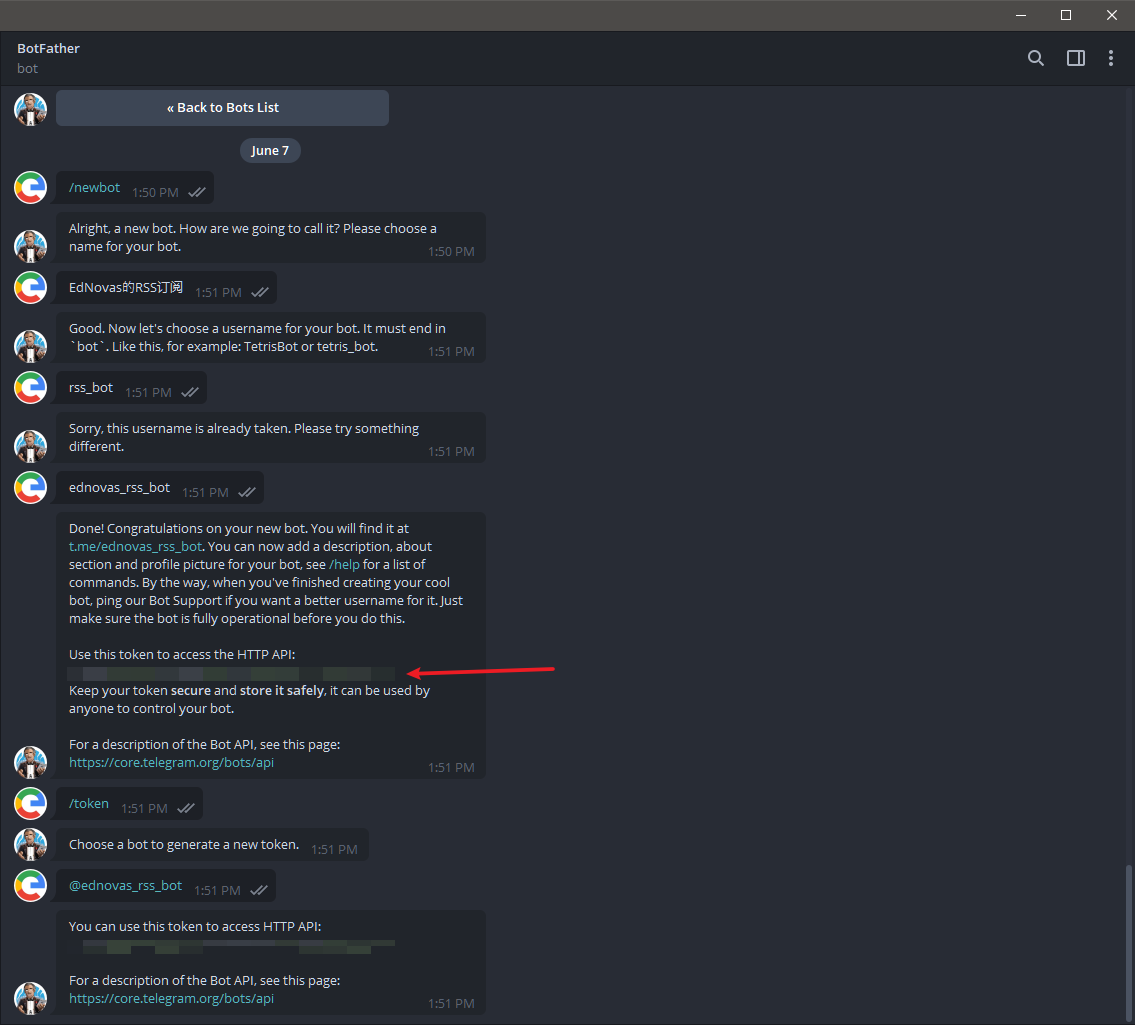 BotFather
bot
« Back to Bots List
June 7
/newbot 1:50 PM
Alright, a new bot. How are we going to call it? Please choose a
name for your bot.
1:50 PM
EdNovas的RSS订阅 1:51 PM
Good. Now let's choose a username for your bot. It must end in
`bot`. Like this, for example: TetrisBot or tetris_bot.
1:51 PM
rss_bot 1:51 PM
Sorry, this username is already taken. Please try something
different.
1:51 PM
ednovas_rss_bot 1:51 PM
Done! Congratulations on your new bot. You will find it at
t.me/ednovas_rss_bot. You can now add a description, about
section and profile picture for your bot, see /help for a list of
commands. By the way, when you've finished creating your cool
bot, ping our Bot Support if you want a better username for it. Just
make sure the bot is fully operational before you do this.
Use this token to access the HTTP API:
Keep your token secure and store it safely, it can be used by
anyone to control your bot.
For a description of the Bot API, see this page:
https://core.telegram.org/bots/api
1:51 PM
/token 1:51 PM
Choose a bot to generate a new token. 1:51 PM
@ednovas_rss_bot 1:51 PM
You can use this token to access HTTP API:
For a description of the Bot API, see this page:
https://core.telegram.org/bots/api
1:51 PM